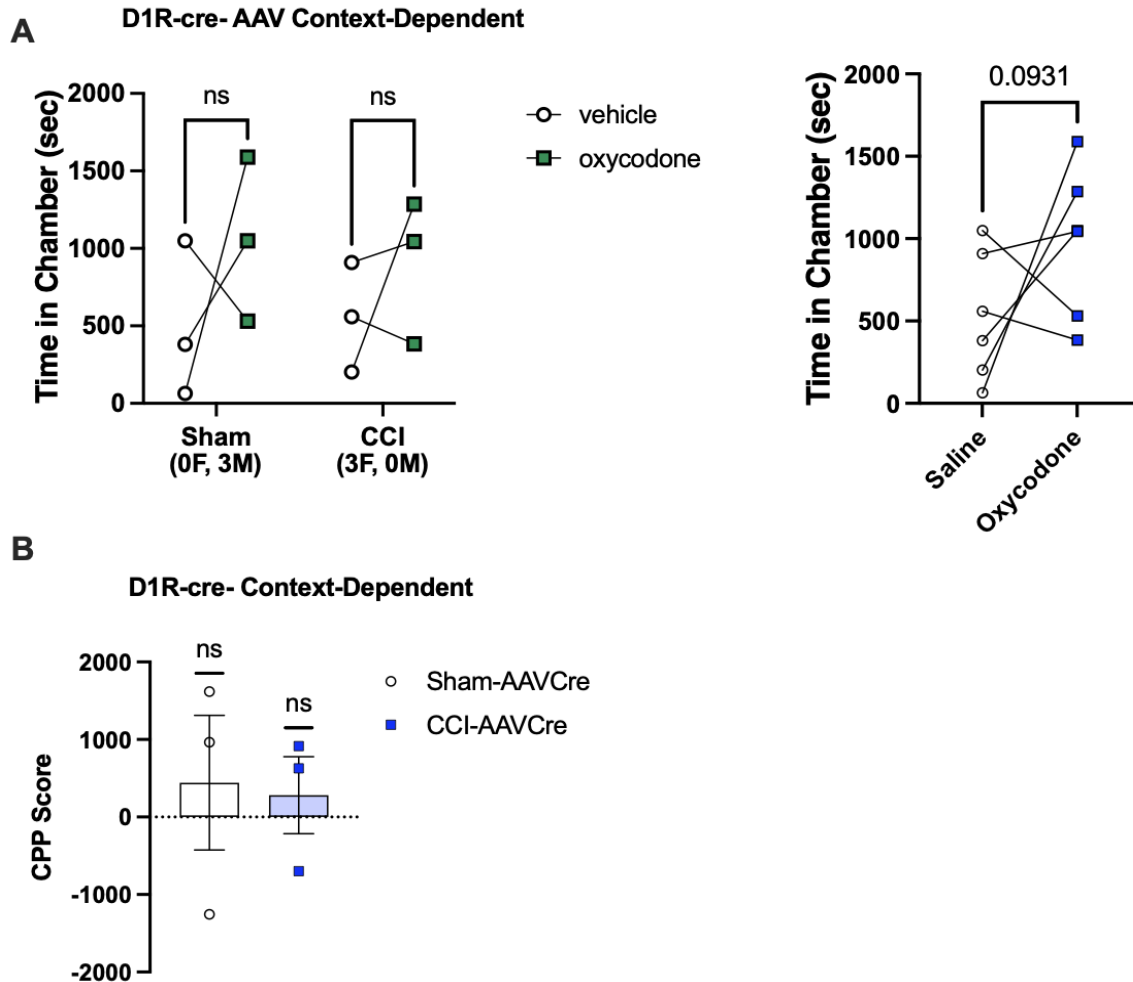 A
D1R-cre- AAV Context-Dependent
Time in Chamber (sec)
2000
1500
1000
500
0
ns
ns
Sham
(0F, 3M)
CCI
(3F, 0M)
vehicle
oxycodone
Time in Chamber (sec)
2000
1500
1000
500
0
0.0931
Saline
Oxycodone
B
D1R-cre- Context-Dependent
CPP Score
2000
1000
0
-1000
-2000
ns
ns
Sham-AAVCre
CCI-AAVCre